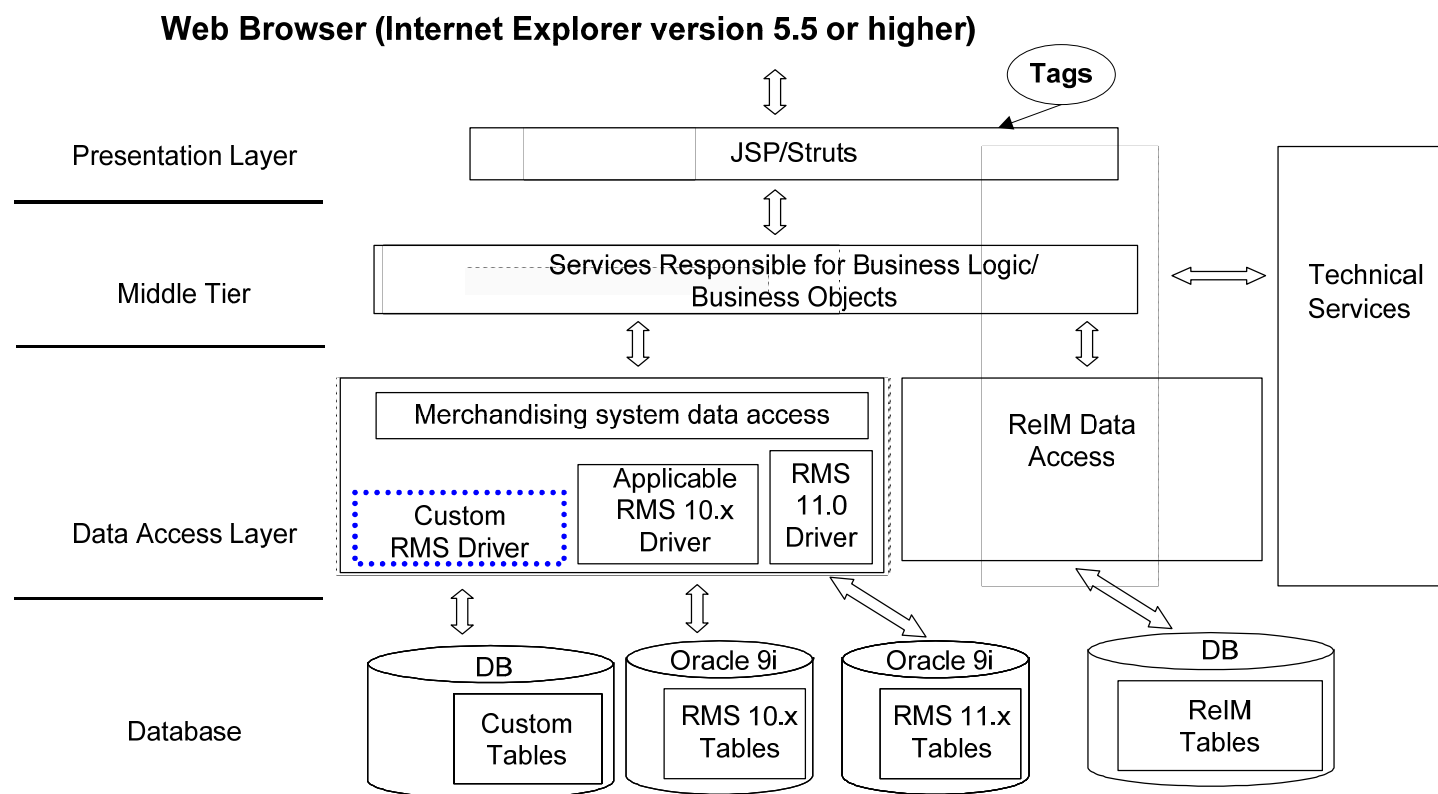 Web Browser (Internet Explorer version 5.5 or higher)
Tags
Presentation Layer
JSP/Struts
Middle Tier
Services Responsible for Business Logic/
Business Objects
Technical
Services
Data Access Layer
Merchandising system data access
Custom
RMS Driver
Applicable
RMS 10.x
Driver
RMS
11.0
Driver
ReIM Data
Access
Database
DB
Custom
Tables
Oracle 9i
RMS 10.x
Tables
Oracle 9i
RMS 11.x
Tables
DB
ReIM
Tables